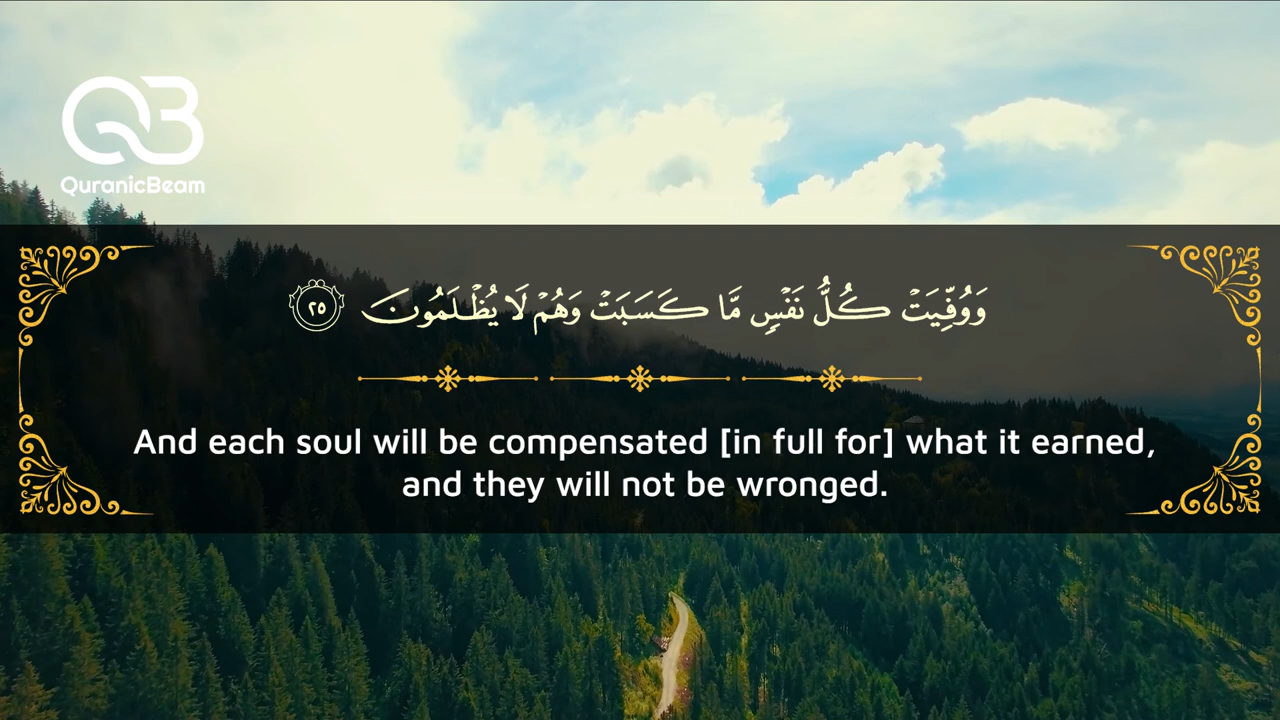 QB
QuranicBeam
وَوُفِّيَتْ كُلُّ نَفْسٍ مَّا كَسَبَتْ وَهُمْ لَا يُظْلَمُونَ ٢٥
And each soul will be compensated [in full for] what it earned,
and they will not be wronged.